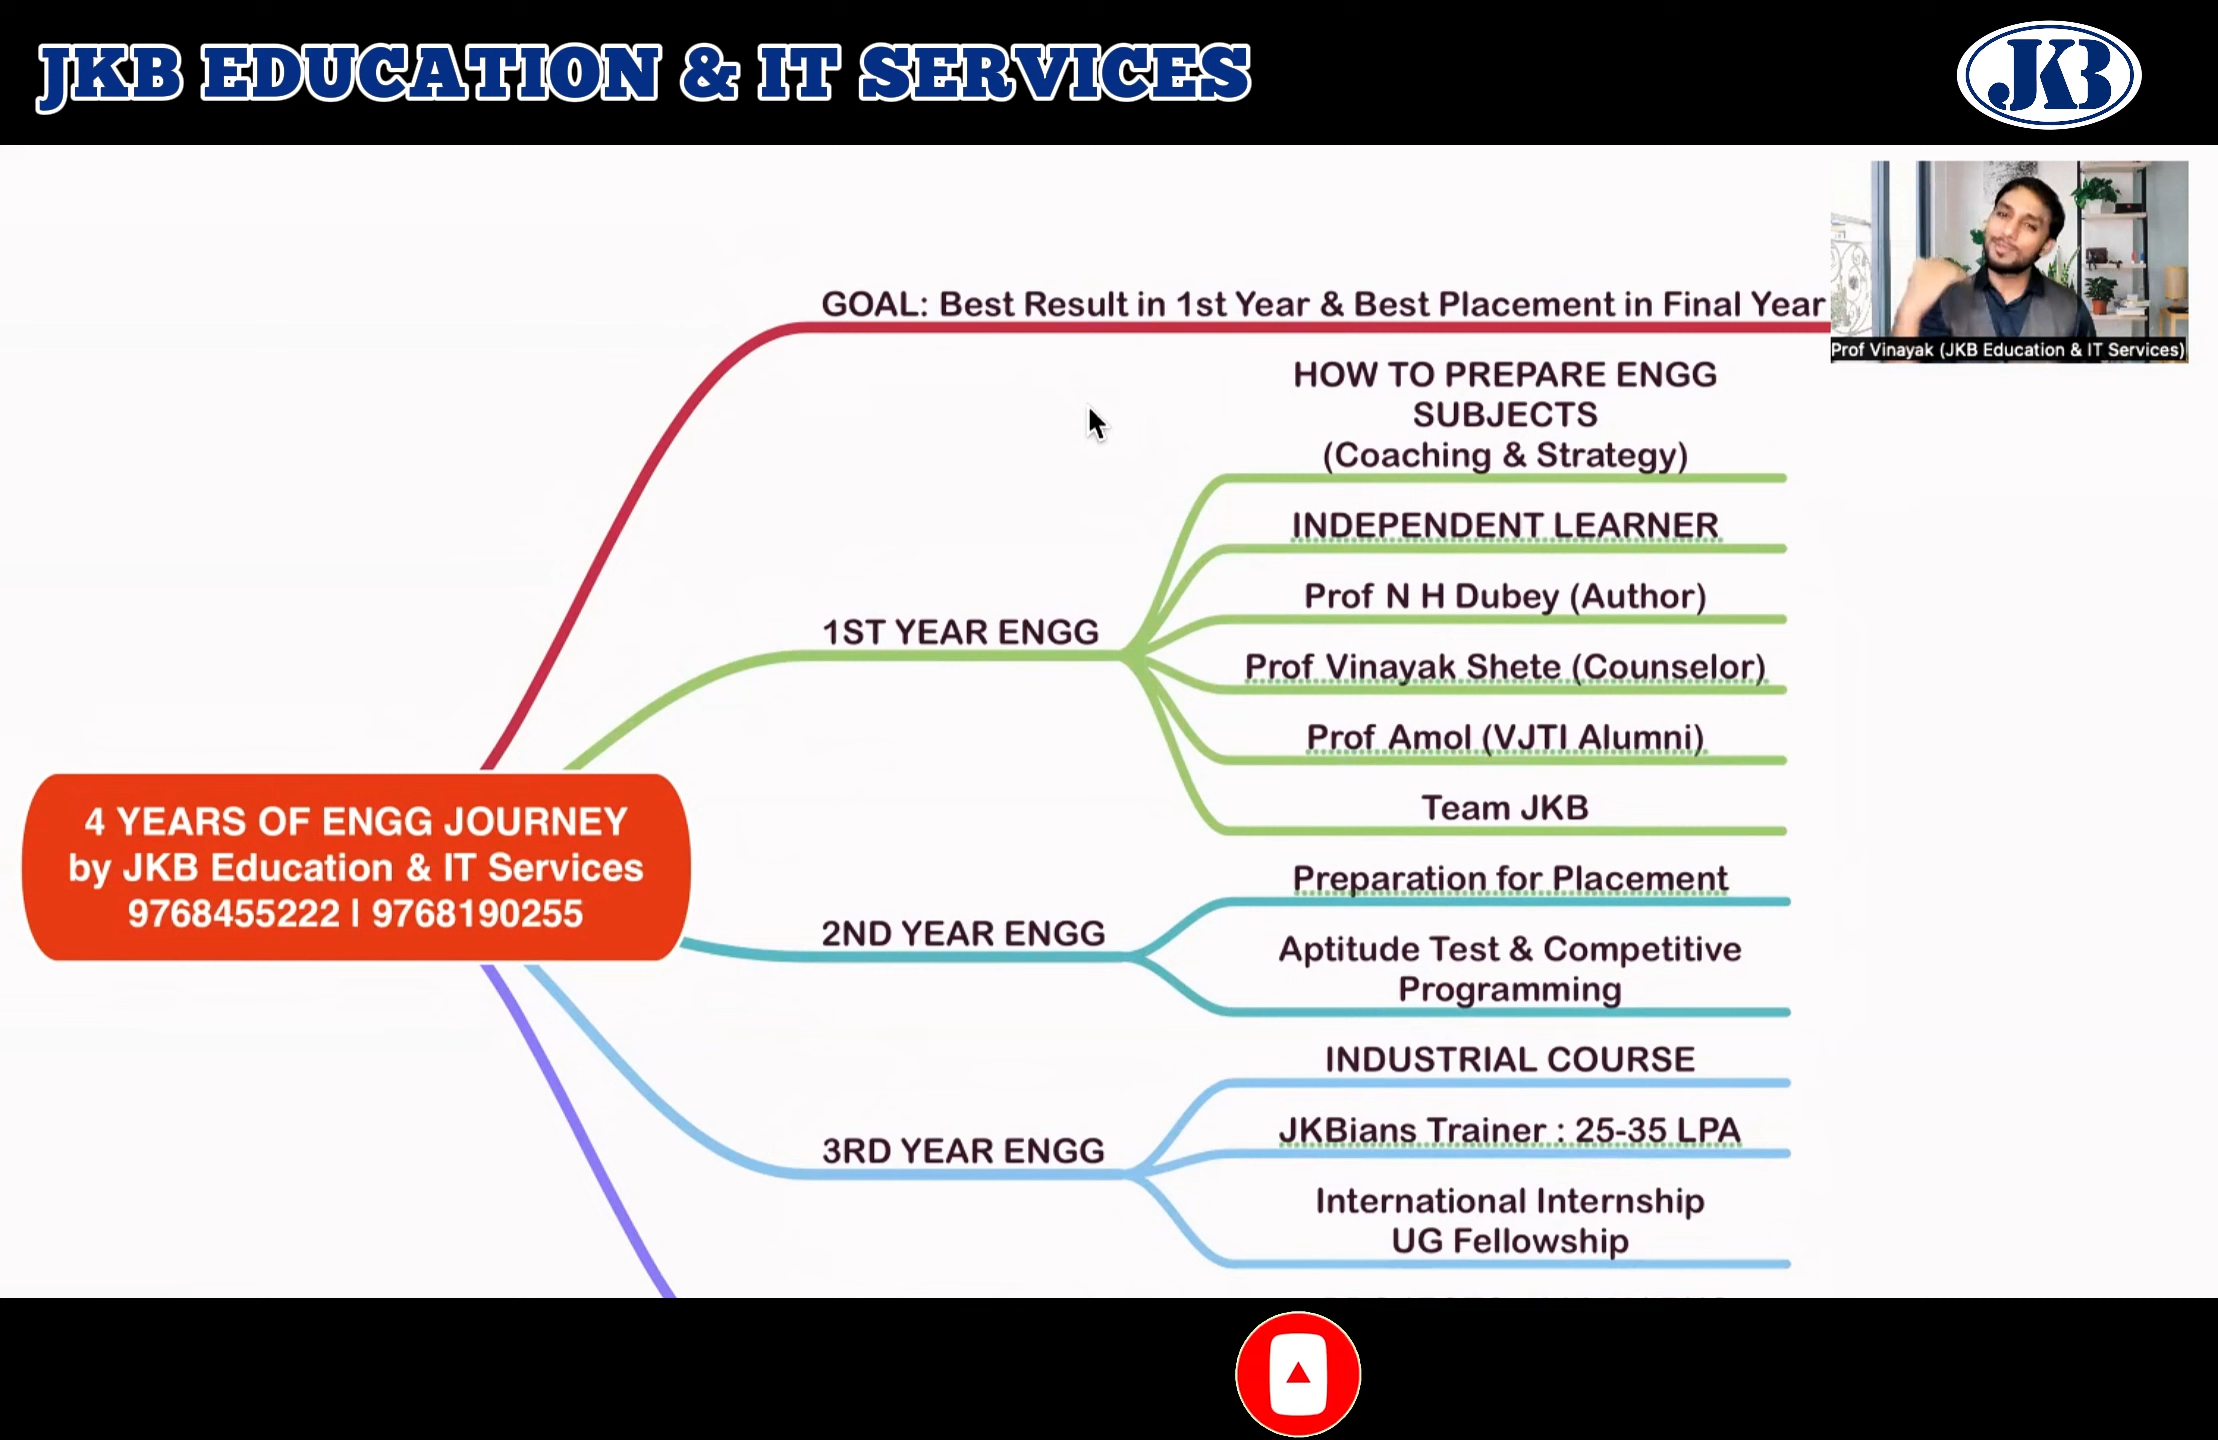 JKB EDUCATION & IT SERVICES
JKB
Prof Vinayak (JKB Education & IT Services)
GOAL: Best Result in 1st Year & Best Placement in Final Year
4 YEARS OF ENGG JOURNEY
by JKB Education & IT Services
9768455222 | 9768190255
1ST YEAR ENGG
HOW TO PREPARE ENGG
SUBJECTS
(Coaching & Strategy)
INDEPENDENT LEARNER
Prof N H Dubey (Author)
Prof Vinayak Shete (Counselor)
Prof Amol (VJTI Alumni)
Team JKB
2ND YEAR ENGG
Preparation for Placement
Aptitude Test & Competitive
Programming
3RD YEAR ENGG
INDUSTRIAL COURSE
JKBians Trainer : 25-35 LPA
International Internship
UG Fellowship